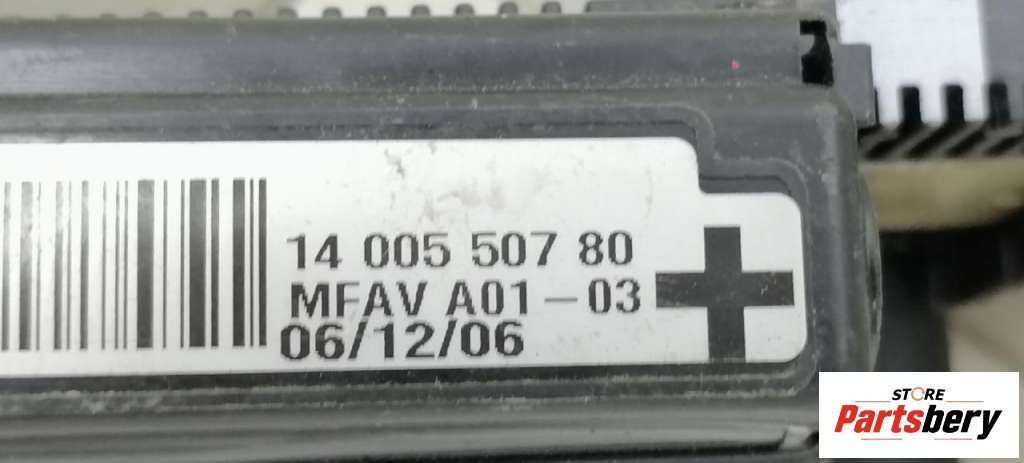 14 005 507 80
MFAV A01-03
06/12/06
STORE
Partsbery